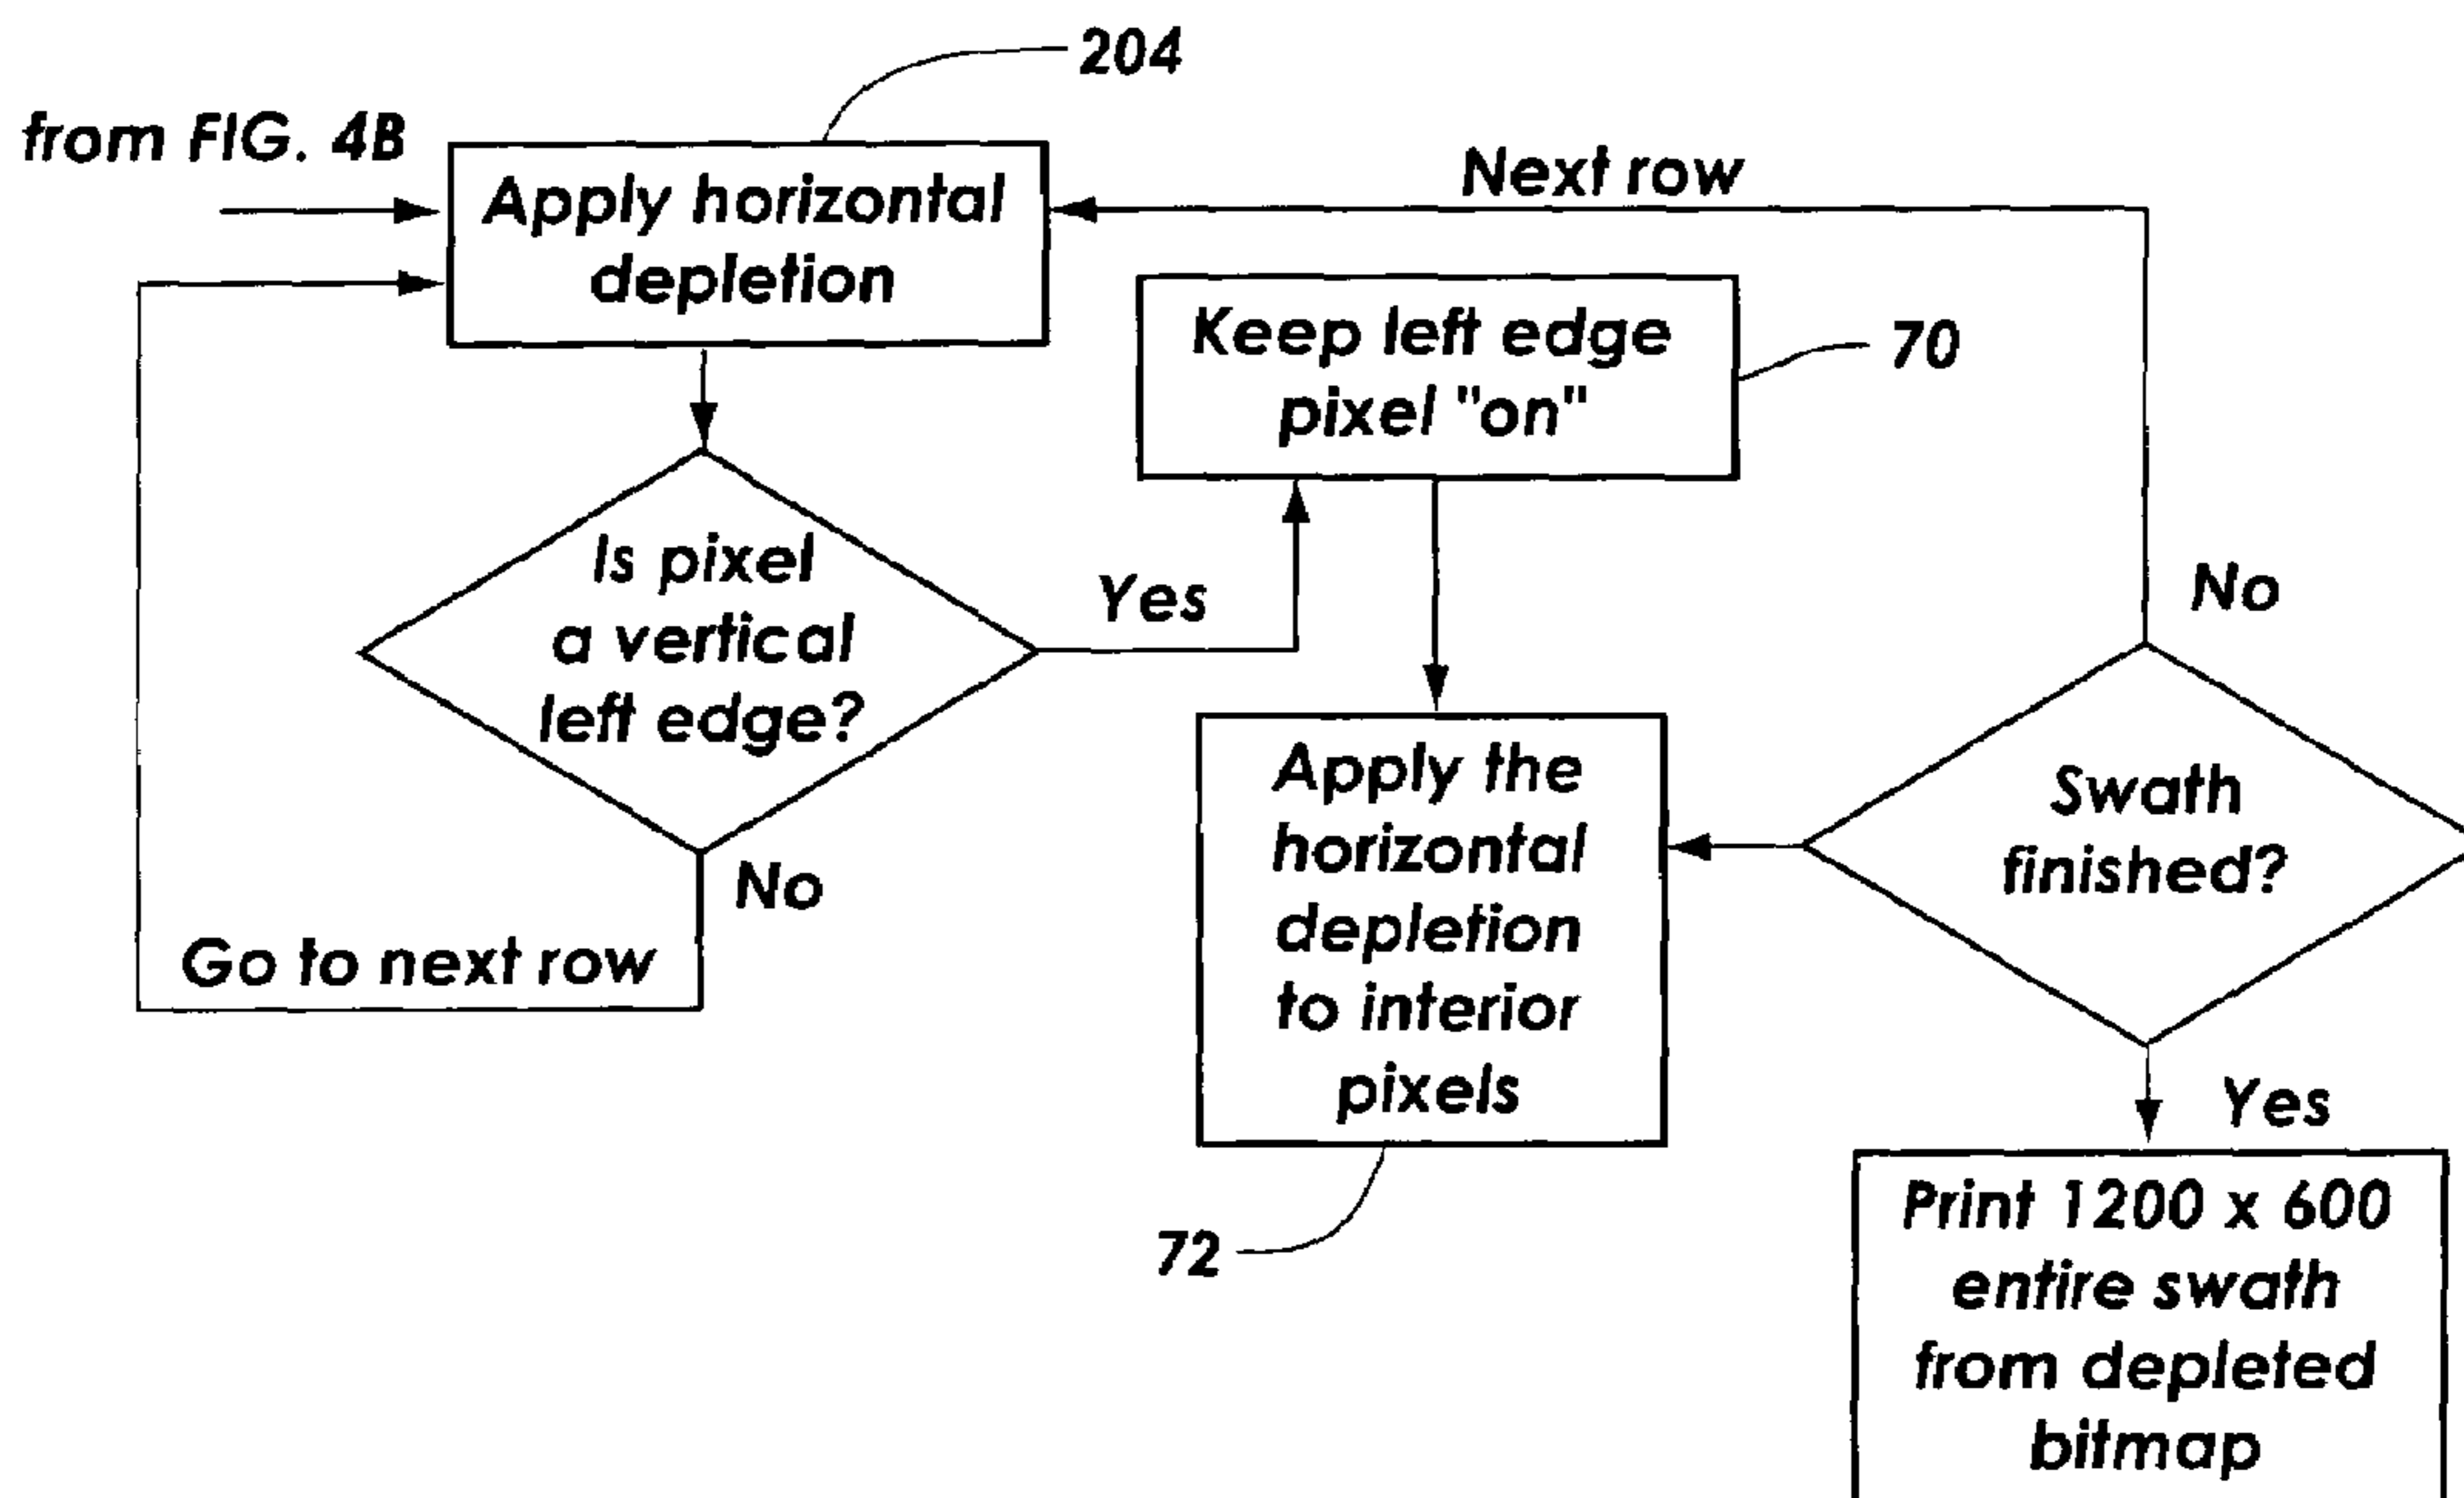 204
from FIG. 4B
Apply horizontal
depletion
Next row
Keep left edge
pixel "on"
70
Is pixel
a vertical
left edge?
Yes
No
Go to next row
Apply the
horizontal
depletion
to interior
pixels
72
No
Swath
finished?
Yes
Print 1200 x 600
entire swath
from depleted
bitmap